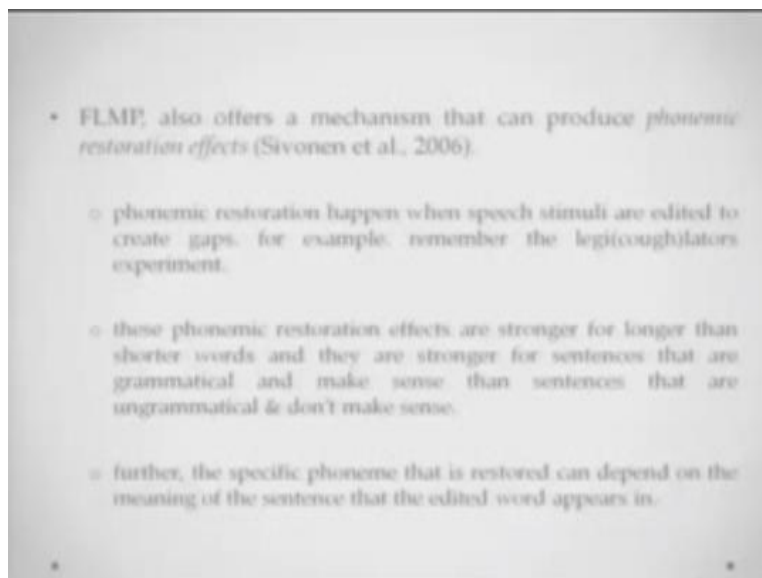 • FLMP, also offers a mechanism that can produce phonemic
restoration effects (Sivonen et al., 2006).
o phonemic restoration happen when speech stimuli are edited to
create gaps. for example. remember the legi(cough)lators
experiment.
o these phonemic restoration effects are stronger for longer than
shorter words and they are stronger for sentences that are
grammatical and make sense than sentences that are
ungrammatical & don't make sense.
o further, the specific phoneme that is restored can depend on the
meaning of the sentence that the edited word appears in.